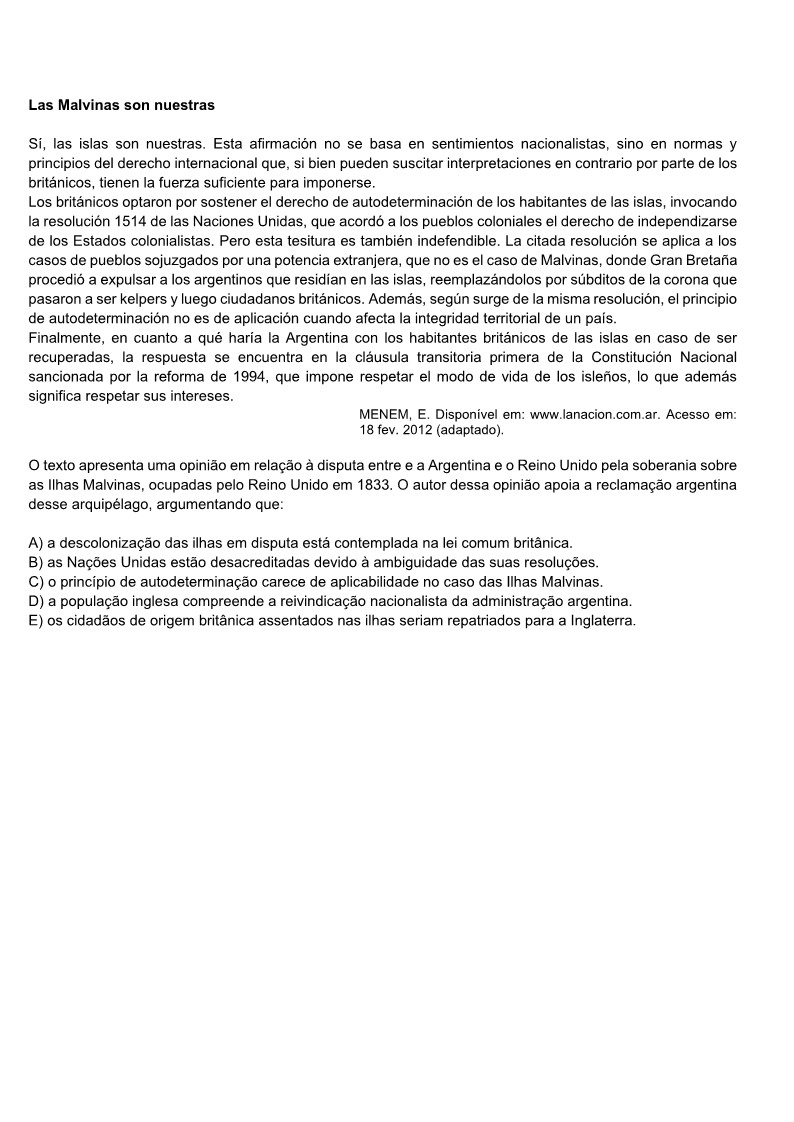 Las Malvinas son nuestras
Sí, las islas son nuestras. Esta afirmación no se basa en sentimientos nacionalistas, sino en normas y
principios del derecho internacional que, si bien pueden suscitar interpretaciones en contrario por parte de los
británicos, tienen la fuerza suficiente para imponerse.
Los británicos optaron por sostener el derecho de autodeterminación de los habitantes de las islas, invocando
la resolución 1514 de las Naciones Unidas, que acordó a los pueblos coloniales el derecho de independizarse
de los Estados colonialistas. Pero esta tesitura es también indefendible. La citada resolución se aplica a los
casos de pueblos sojuzgados por una potencia extranjera, que no es el caso de Malvinas, donde Gran Bretaña
procedió a expulsar a los argentinos que residían en las islas, reemplazándolos por súbditos de la corona que
pasaron a ser kelpers y luego ciudadanos británicos. Además, según surge de la misma resolución, el principio
de autodeterminación no es de aplicación cuando afecta la integridad territorial de un país.
Finalmente, en cuanto a qué haría la Argentina con los habitantes británicos de las islas en caso de ser
recuperadas, la respuesta se encuentra en la cláusula transitoria primera de la Constitución Nacional
sancionada por la reforma de 1994, que impone respetar el modo de vida de los isleños, lo que además
significa respetar sus intereses.
MENEM, E. Disponível em: www.lanacion.com.ar. Acesso em:
18 fev. 2012 (adaptado).
O texto apresenta uma opinião em relação à disputa entre e a Argentina e o Reino Unido pela soberania sobre
as Ilhas Malvinas, ocupadas pelo Reino Unido em 1833. O autor dessa opinião apoia a reclamação argentina
desse arquipélago, argumentando que:
A) a descolonização das ilhas em disputa está contemplada na lei comum britânica.
B) as Nações Unidas estão desacreditadas devido à ambiguidade das suas resoluções.
C) o princípio de autodeterminação carece de aplicabilidade no caso das Ilhas Malvinas.
D) a população inglesa compreende a reivindicação nacionalista da administração argentina.
E) os cidadãos de origem britânica assentados nas ilhas seriam repatriados para a Inglaterra.